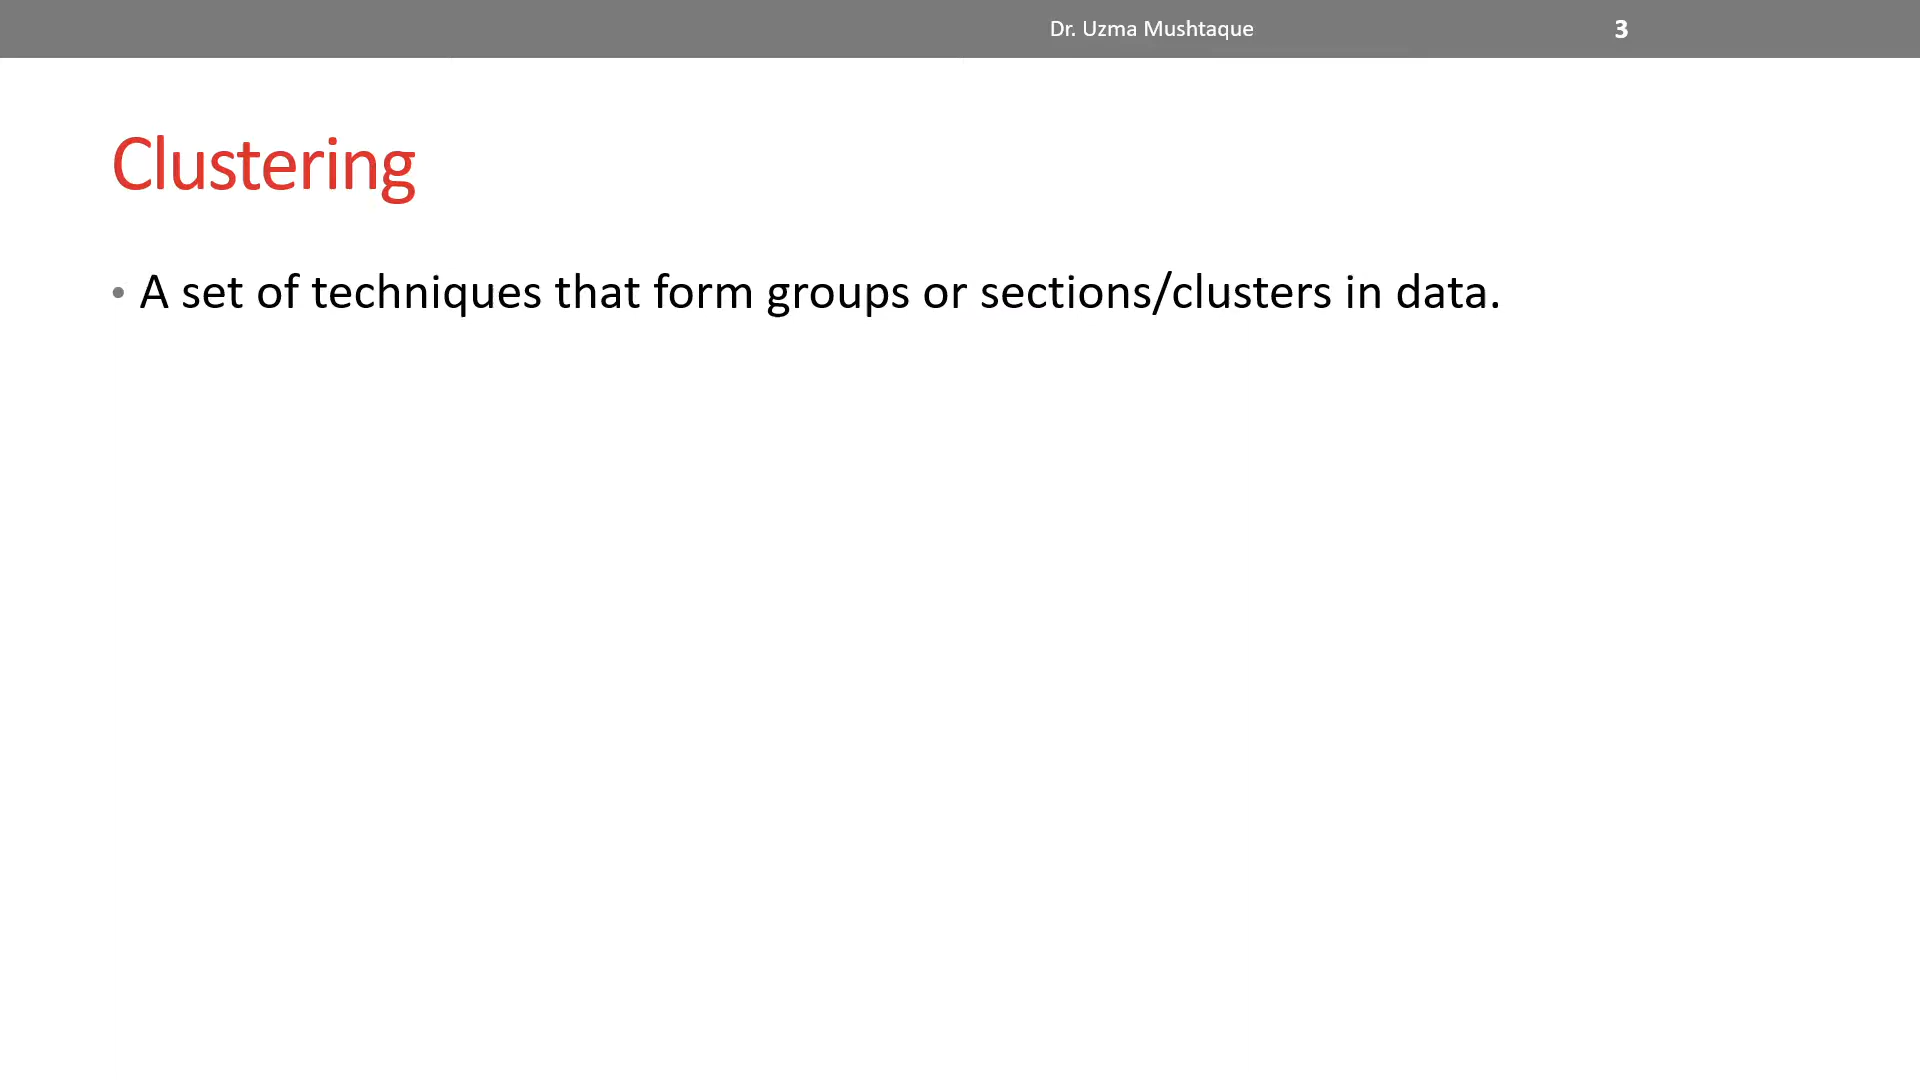 Dr. Uzma Mushtaque
3
Clustering
• A set of techniques that form groups or sections/clusters in data.